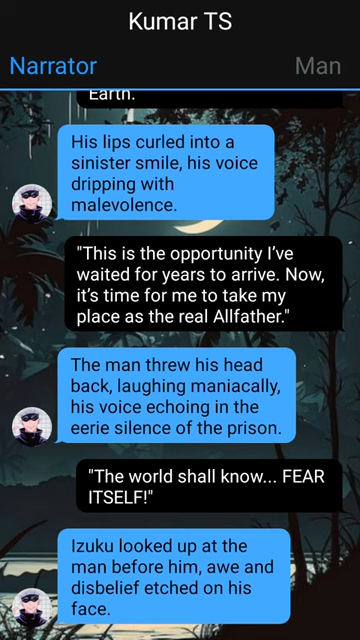 Kumar TS
Narrator
Man
Earth.
His lips curled into a
sinister smile, his voice
dripping with
malevolence.
"This is the opportunity I've
waited for years to arrive. Now,
it's time for me to take my
place as the real Allfather."
The man threw his head
back, laughing maniacally,
his voice echoing in the
eerie silence of the prison.
"The world shall know... FEAR
ITSELF!"
Izuku looked up at the
man before him, awe and
disbelief etched on his
face.